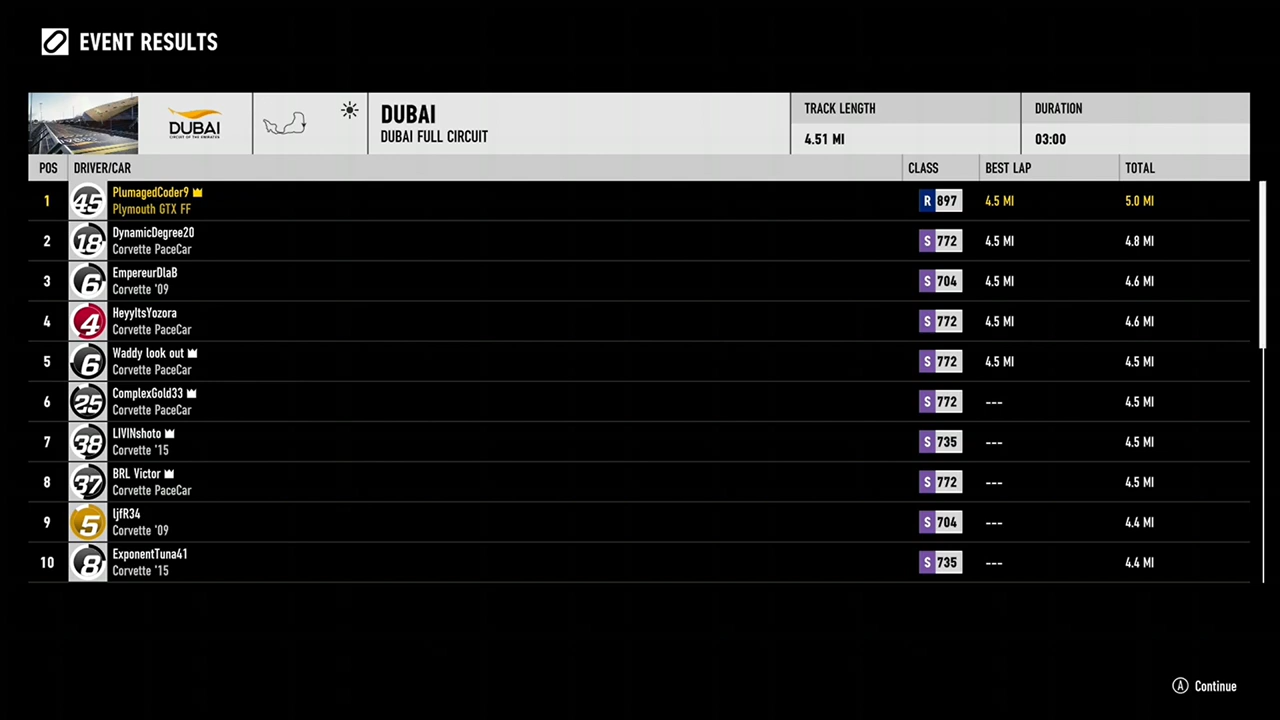 EVENT RESULTS
DUBAI
DUBAI
DUBAI FULL CIRCUIT
TRACK LENGTH
4.51 MI
DURATION
03:00
POS DRIVER/CAR CLASS BEST LAP TOTAL
1 45 PlumagedCoder9 R 897 4.5 MI 5.0 MI
Plymouth GTX FF
2 18 DynamicDegree20 S 772 4.5 MI 4.8 MI
Corvette PaceCar
3 6 EmpereurDlaB S 704 4.5 MI 4.6 MI
Corvette '09
4 4 HeyyItsYozora S 772 4.5 MI 4.6 MI
Corvette PaceCar
5 6 Waddy look out S 772 4.5 MI 4.5 MI
Corvette PaceCar
6 25 ComplexGold33 S 772 --- 4.5 MI
Corvette PaceCar
7 38 LIVINshoto S 735 --- 4.5 MI
Corvette '15
8 37 BRL Victor S 772 --- 4.5 MI
Corvette PaceCar
9 5 ljfR34 S 704 --- 4.4 MI
Corvette '09
10 8 ExponentTuna41 S 735 --- 4.4 MI
Corvette '15
A Continue